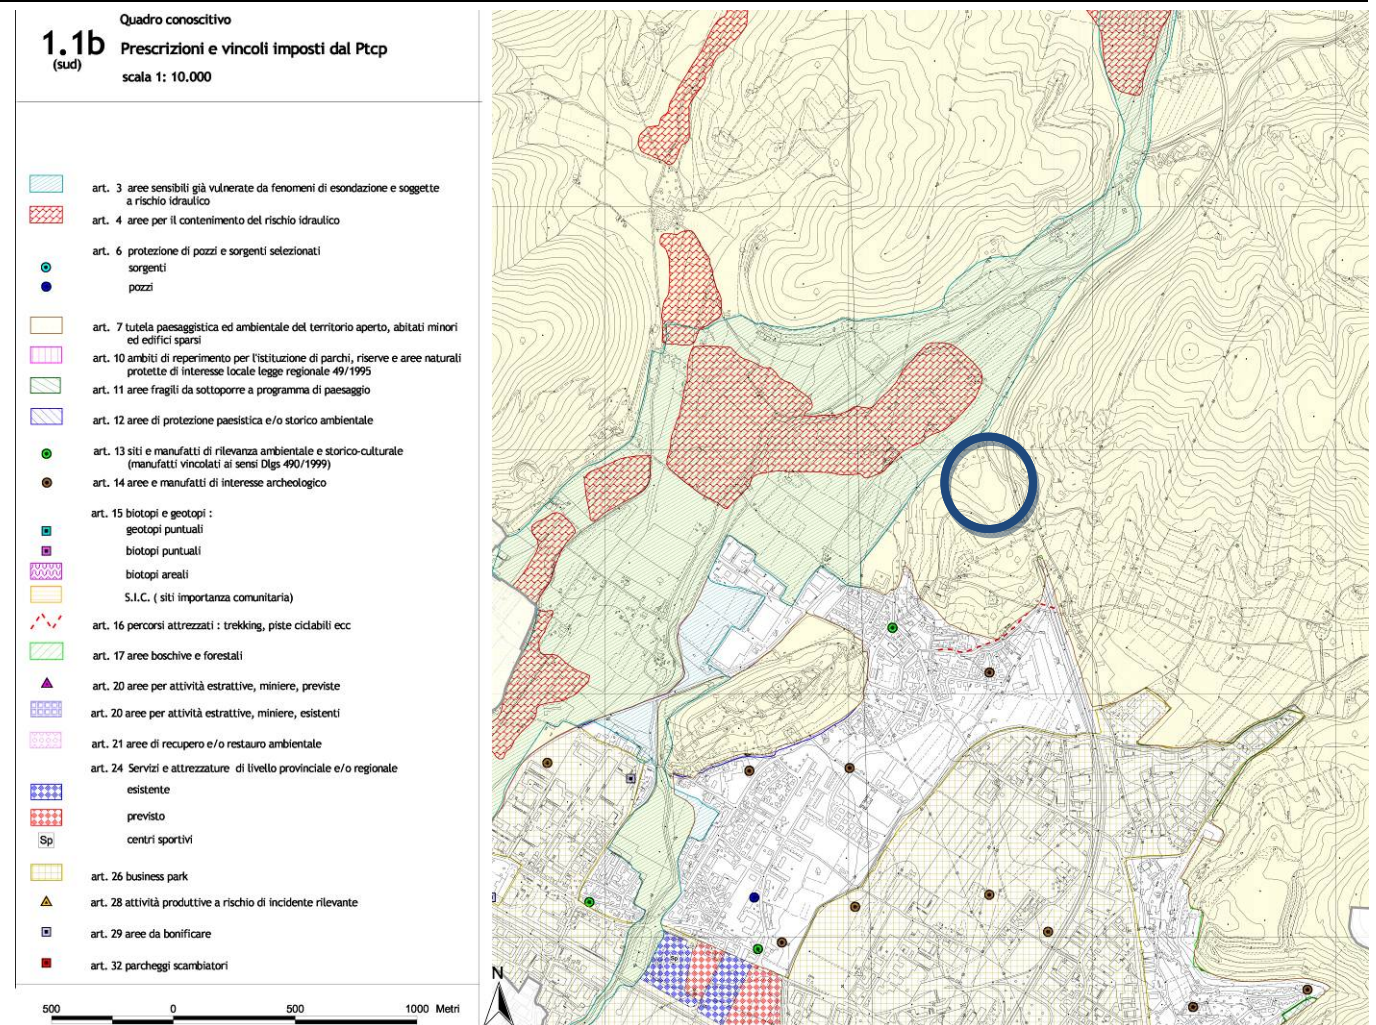 Quadro conoscitivo
1.1b
(sud)
Prescrizioni e vincoli imposti dal Ptcp
scala 1: 10.000
art. 3 aree sensibili già vulnerate da fenomeni di esondazione e soggette
a rischio idraulico
art. 4 aree per il contenimento del rischio idraulico
art. 6 protezione di pozzi e sorgenti selezionati
sorgenti
pozzi
art. 7 tutela paesaggistica ed ambientale del territorio aperto, abitati minori
ed edifici sparsi
art. 10 ambiti di reperimento per l'istituzione di parchi, riserve e aree naturali
protette di interesse locale legge regionale 49/1995
art. 11 aree fragili da sottoporre a programma di paesaggio
art. 12 aree di protezione paesistica e/o storico ambientale
art. 13 siti e manufatti di rilevanza ambientale e storico-culturale
(manufatti vincolati ai sensi Dlgs 490/1999)
art. 14 aree e manufatti di interesse archeologico
art. 15 biotopi e geotopi :
geotopi puntuali
biotopi puntuali
biotopi areali
S.I.C. ( siti importanza comunitaria)
art. 16 percorsi attrezzati : trekking, piste ciclabili ecc
art. 17 aree boschive e forestali
art. 20 aree per attività estrattive, miniere, previste
art. 20 aree per attività estrattive, miniere, esistenti
art. 21 aree di recupero e/o restauro ambientale
art. 24 Servizi e attrezzature di livello provinciale e/o regionale
esistente
previsto
Sp centri sportivi
art. 26 business park
art. 28 attività produttive a rischio di incidente rilevante
art. 29 aree da bonificare
art. 32 parcheggi scambiatori
500 0 500 1000 Metri
N
Sp